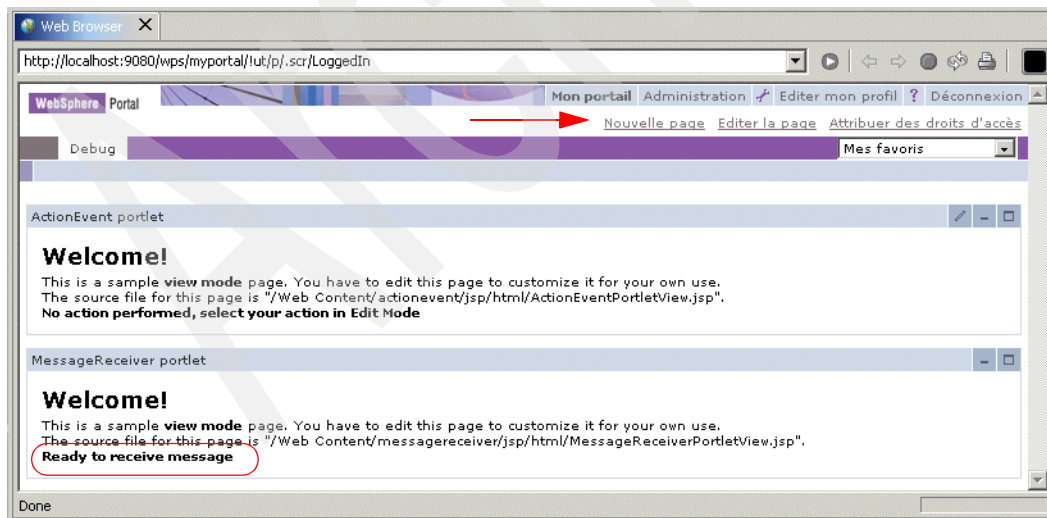 Web Browser
http://localhost:9080/wps/myportal/!ut/p/.scr/LoggedIn
WebSphere Portal Mon portail Administration Editer mon profil ? Déconnexion
Nouvelle page Editer la page Attribuer des droits d'accès
Debug Mes favoris
ActionEvent portlet
Welcome!
This is a sample view mode page. You have to edit this page to customize it for your own use.
The source file for this page is "/Web Content/actionevent/jsp/html/ActionEventPortletView.jsp".
No action performed, select your action in Edit Mode
MessageReceiver portlet
Welcome!
This is a sample view mode page. You have to edit this page to customize it for your own use.
The source file for this page is "/Web Content/messagereceiver/jsp/html/MessageReceiverPortletView.jsp".
Ready to receive message
Done